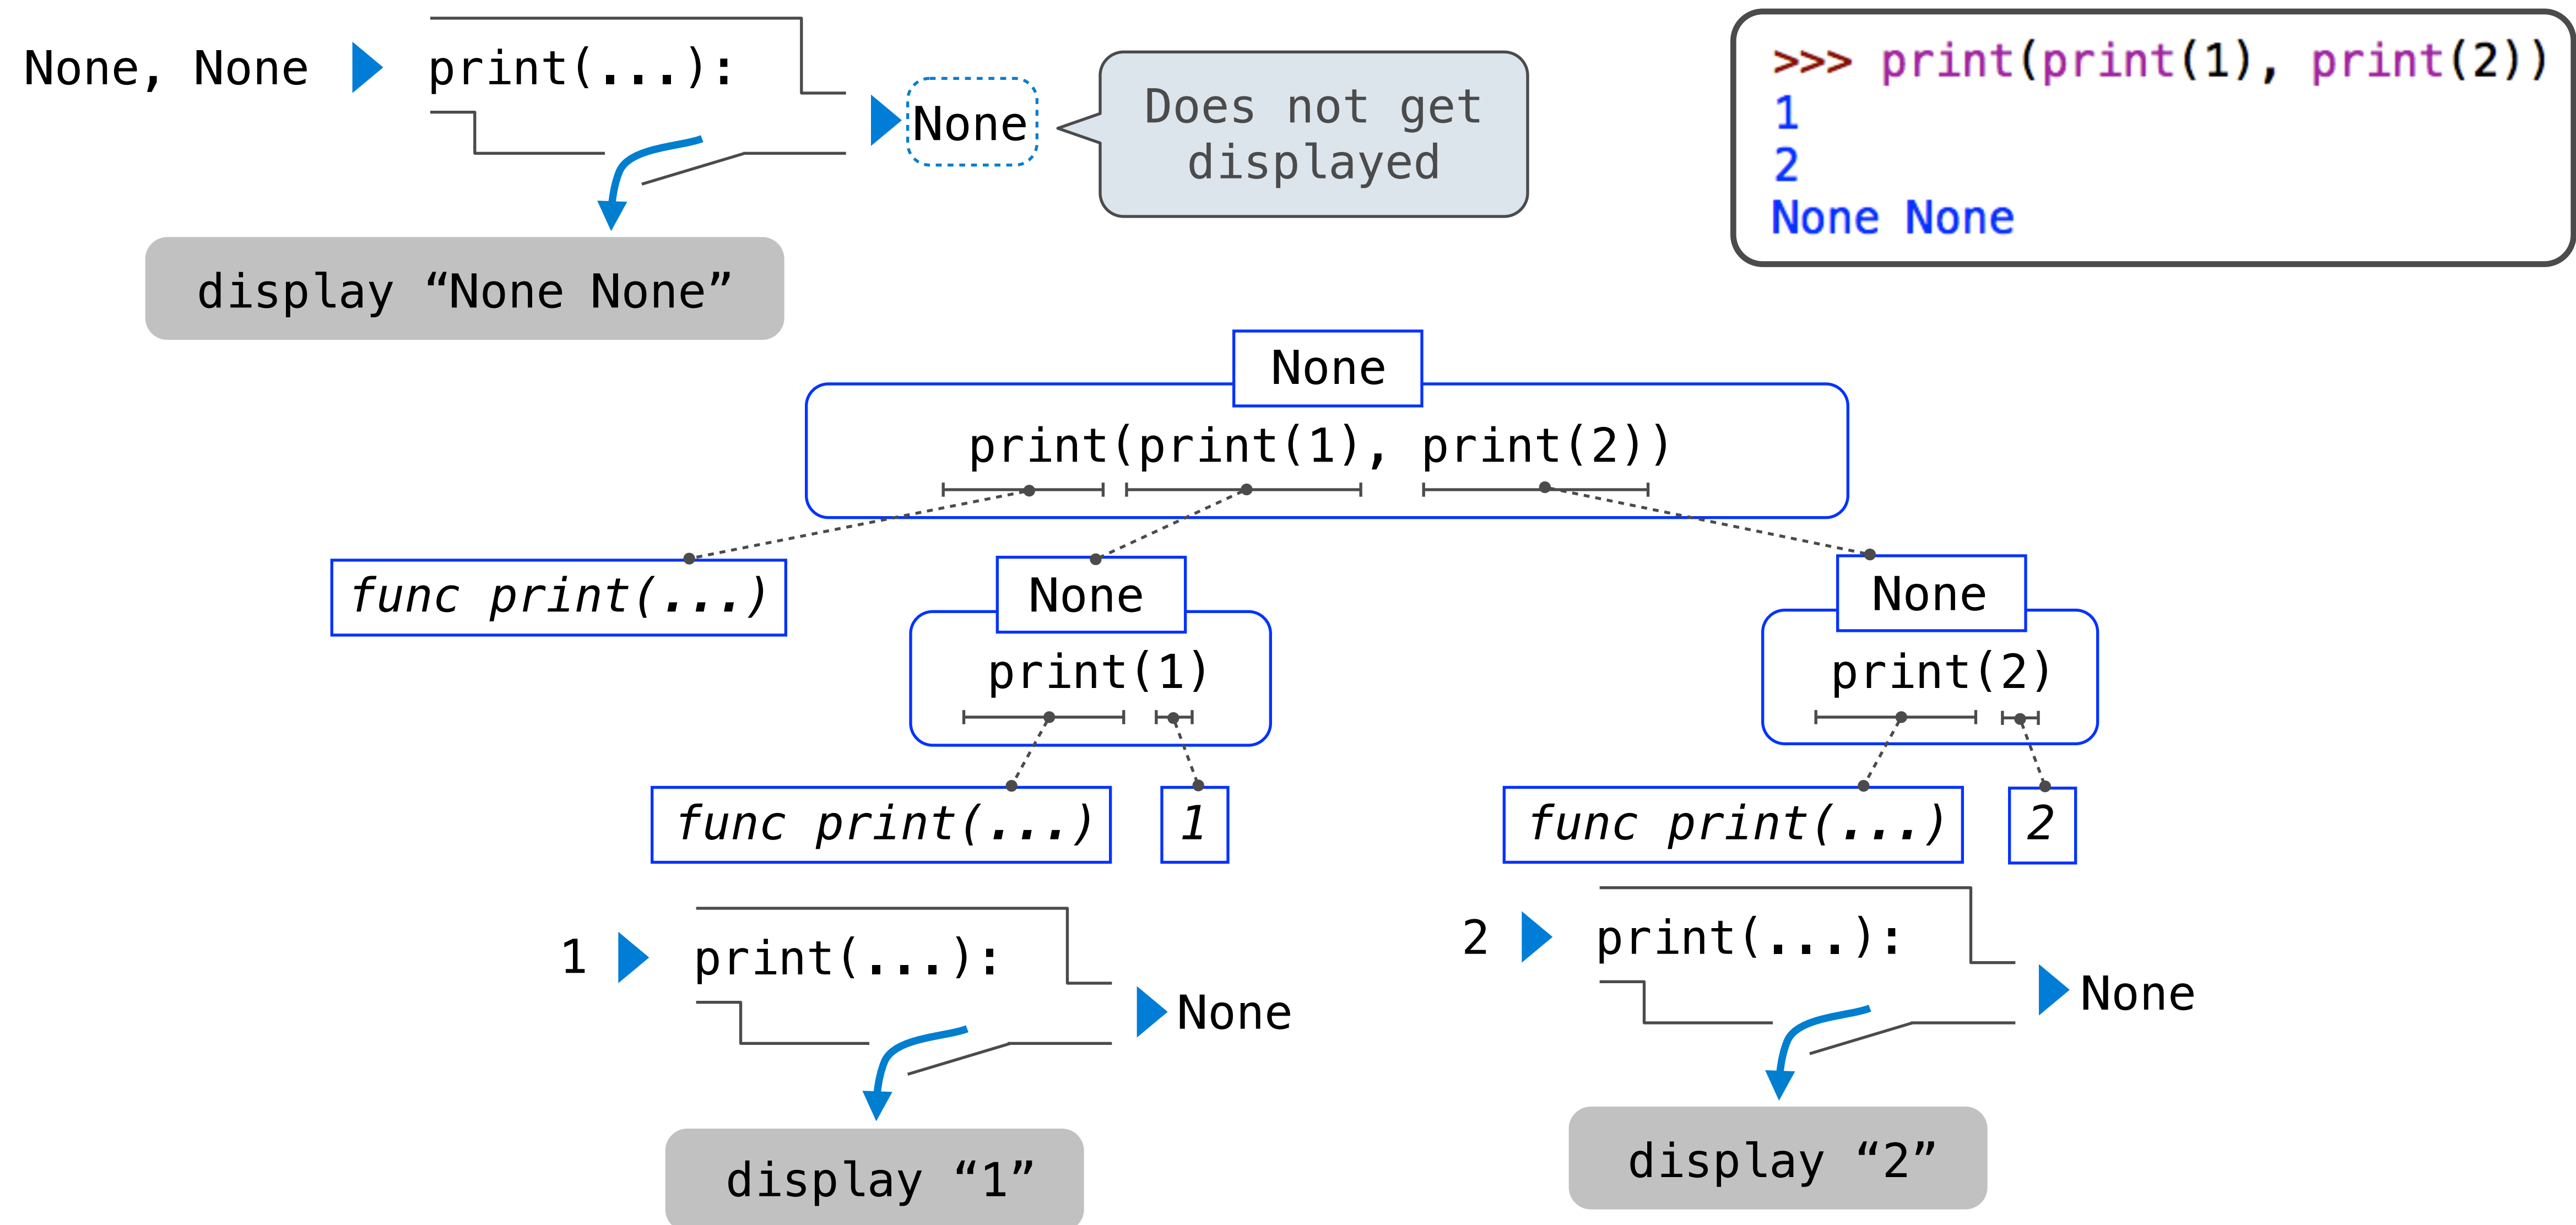 None, None
print(...):
None
Does not get
displayed
>>> print(print(1), print(2))
1
2
None None
display “None None”
None
print(print(1), print(2))
func print(...)
None
print(1)
None
print(2)
func print(...)
1
func print(...)
2
1
print(...):
None
display “1”
2
print(...):
None
display “2”